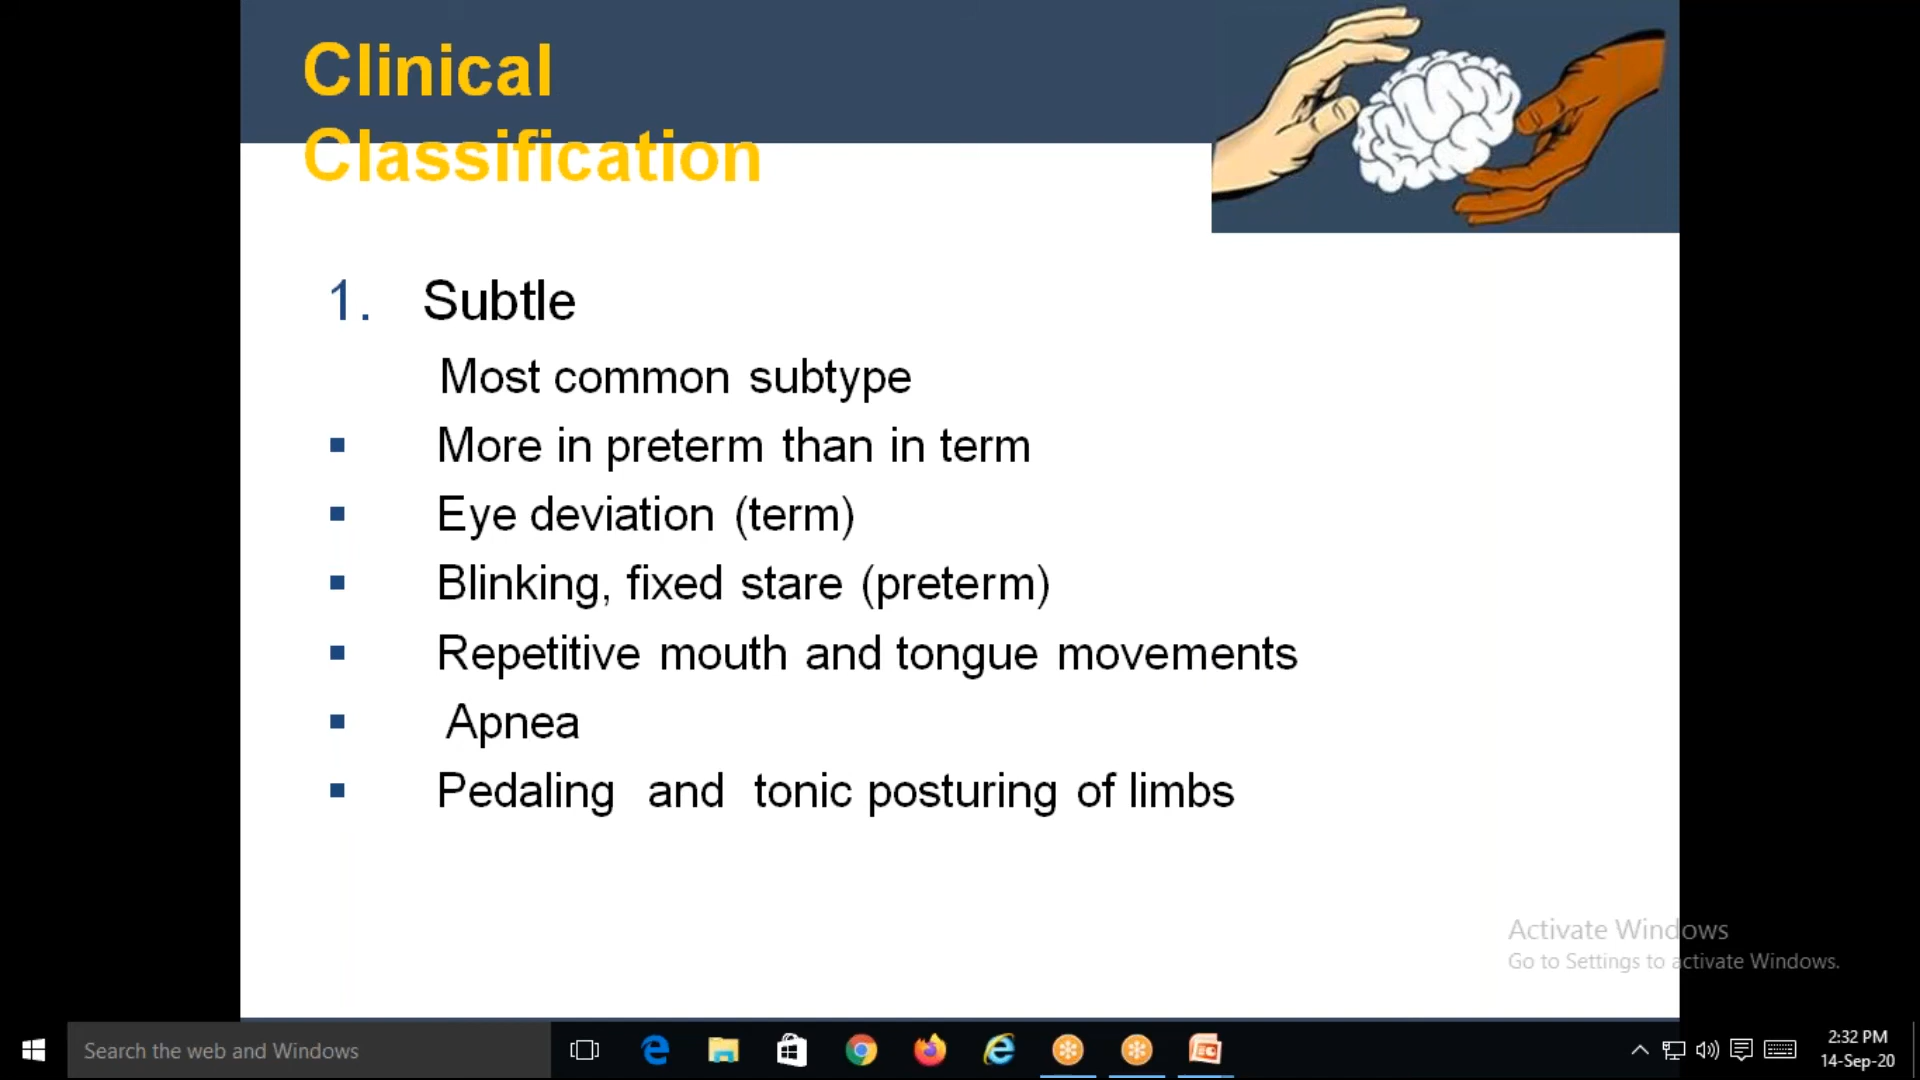 Clinical
Classification
1. Subtle
Most common subtype
▪ More in preterm than in term
▪ Eye deviation (term)
▪ Blinking, fixed stare (preterm)
▪ Repetitive mouth and tongue movements
▪ Apnea
▪ Pedaling and tonic posturing of limbs
Activate Windows
Go to Settings to activate Windows.
Search the web and Windows
2:32 PM
14-Sep-20